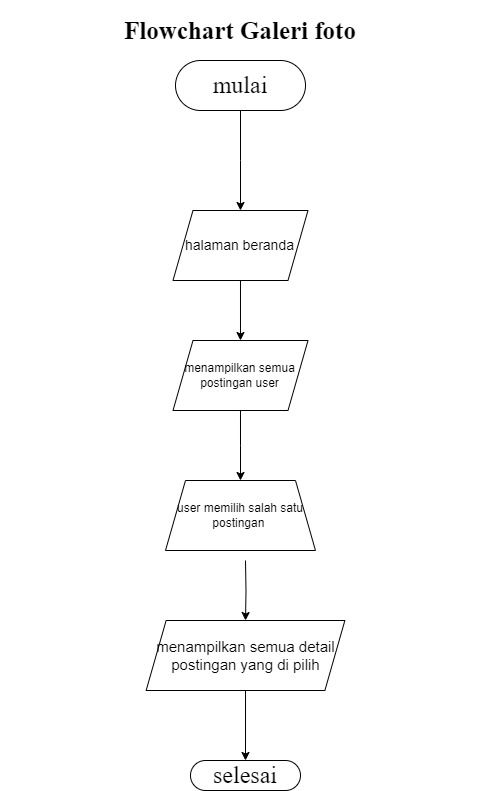 Flowchart Galeri foto
mulai
halaman beranda
menampilkan semua
postingan user
user memilih salah satu
postingan
menampilkan semua detail
postingan yang di pilih
selesai